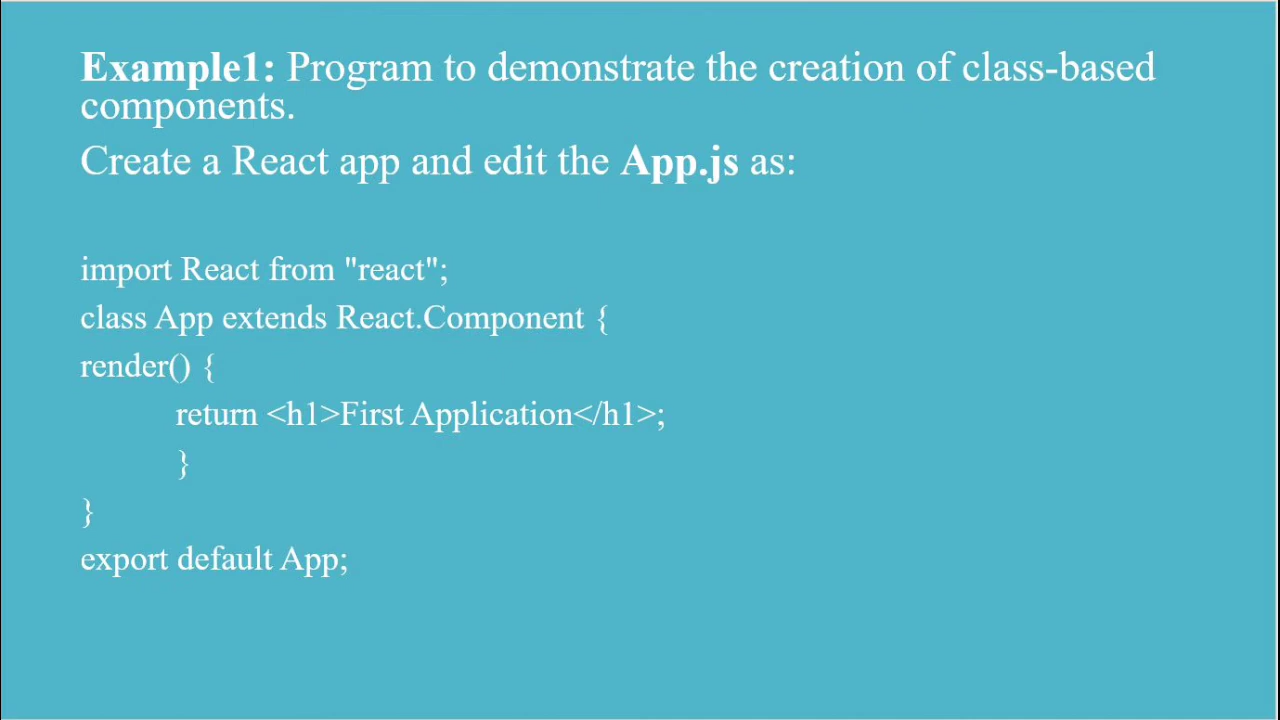 Example1: Program to demonstrate the creation of class-based
components.
Create a React app and edit the App.js as:
import React from "react";
class App extends React.Component {
render() {
return <h1>First Application</h1>;
}
}
export default App;